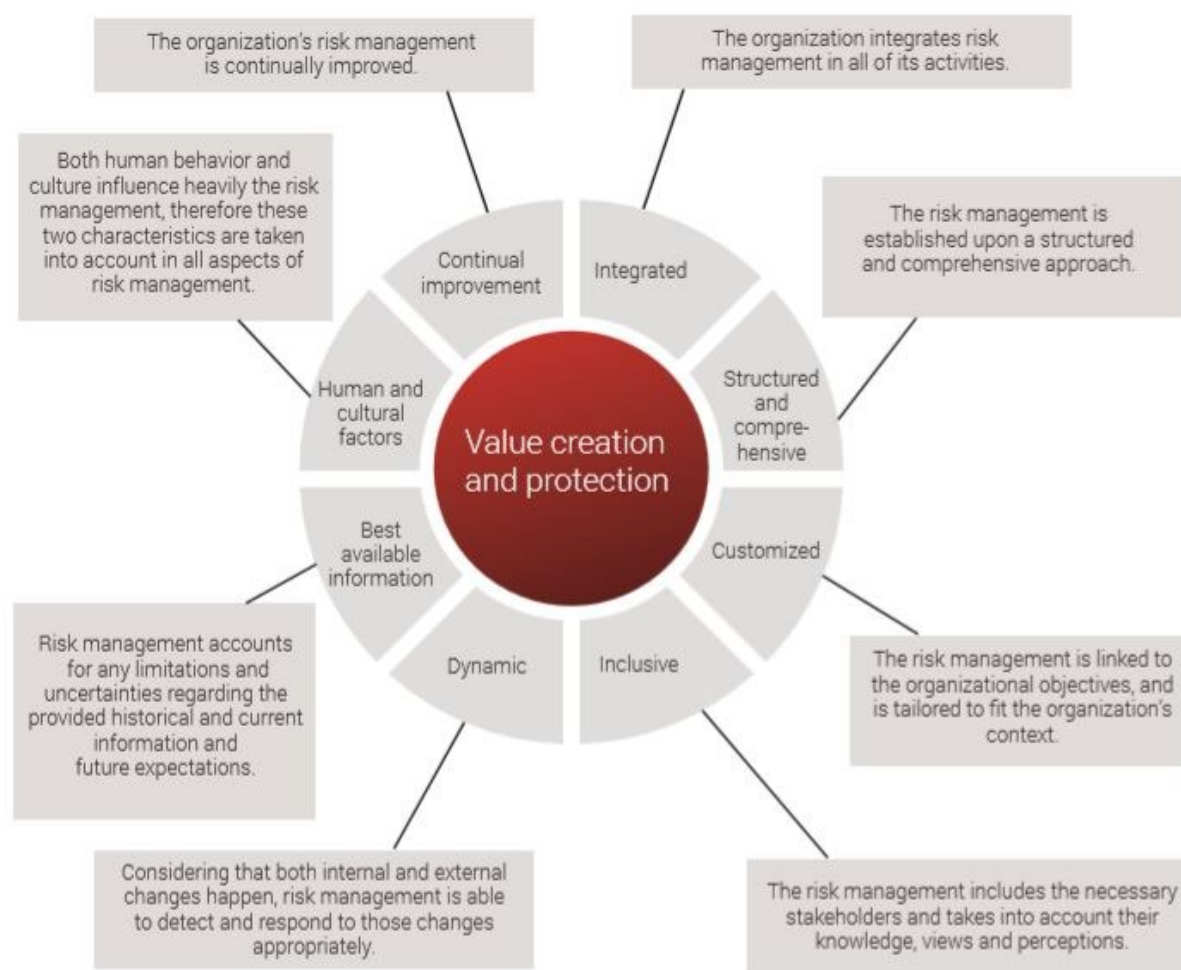 The organization's risk management
is continually improved.
The organization integrates risk
management in all of its activities.
Both human behavior and
culture influence heavily the risk
management, therefore these
two characteristics are taken
into account in all aspects of
risk management.
The risk management is
established upon a structured
and comprehensive approach.
Continual
improvement
Integrated
Human and
cultural
factors
Structured
and
compre-
hensive
Value creation
and protection
Best
available
information
Customized
Dynamic
Inclusive
Risk management accounts
for any limitations and
uncertainties regarding the
provided historical and current
information and
future expectations.
The risk management is linked to
the organizational objectives, and
is tailored to fit the organization's
context.
Considering that both internal and external
changes happen, risk management is able
to detect and respond to those changes
appropriately.
The risk management includes the necessary
stakeholders and takes into account their
knowledge, views and perceptions.